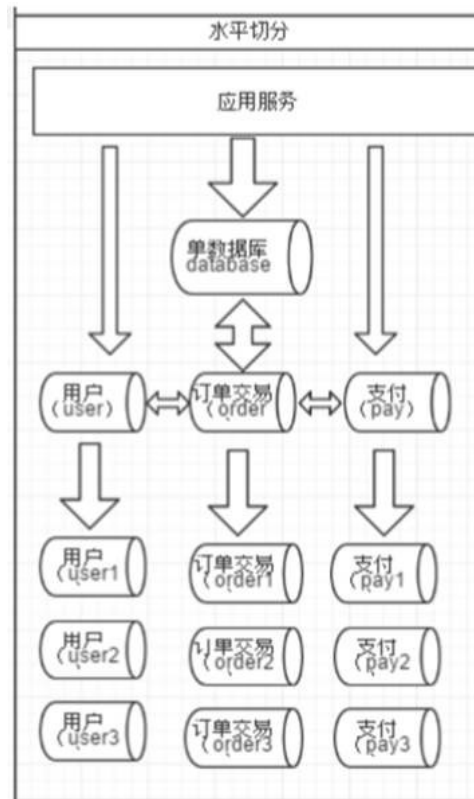 水平切分
应用服务
单数据库
database
用户
（user）
订单交易
（order
支付
（pay）
用户
（user1
订单交易
（order1
支付
（pay1
用户
（user2
订单交易
（order2
支付
（pay2
用户
（user3
订单交易
（order3
支付
（pay3